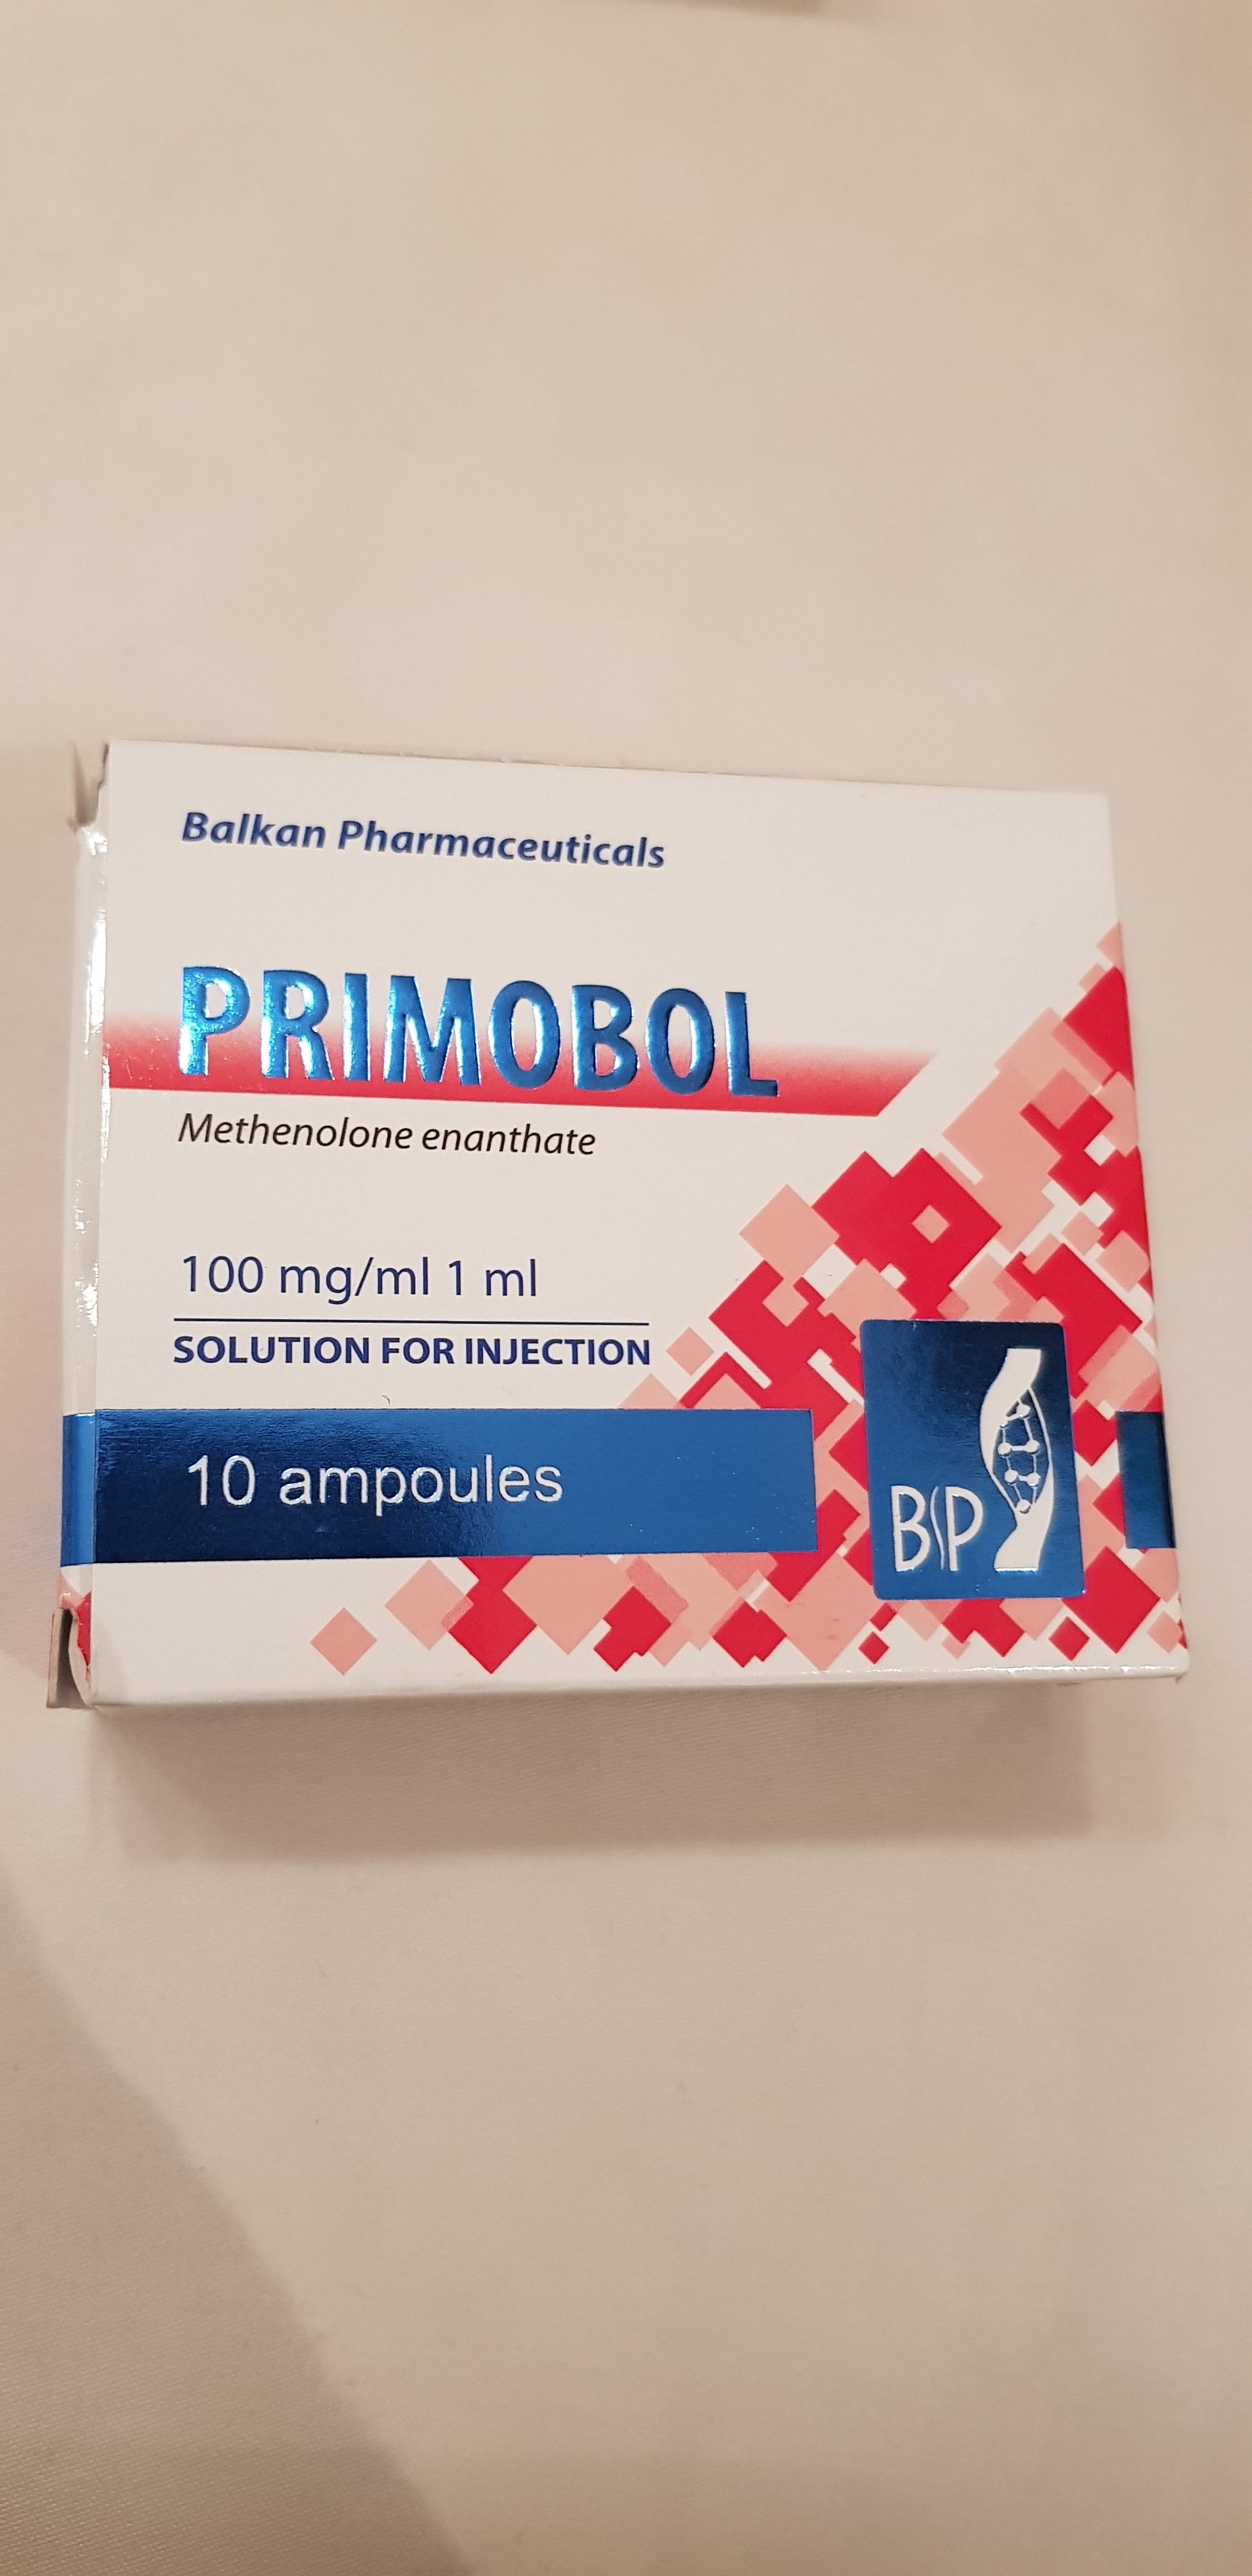 Balkan Pharmaceuticals
PRIMOBOL
Methenolone enanthate
100 mg/ml 1 ml
SOLUTION FOR INJECTION
10 ampoules
BP